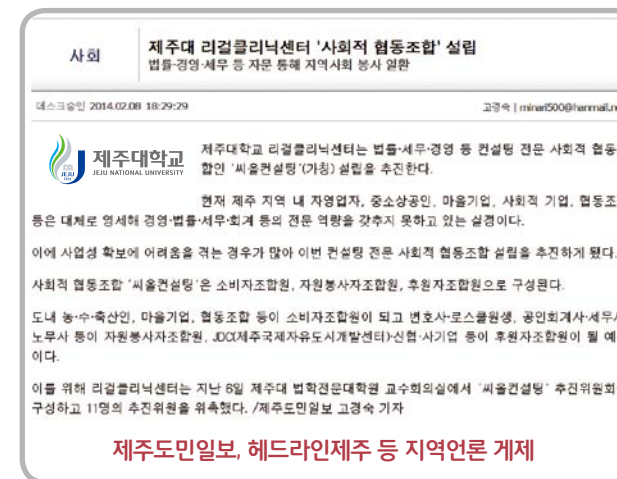 사회
제주대 리걸클리닉센터 '사회적 협동조합' 설립
법률·경영·세무 등 자문 통해 지역사회 봉사 일환
데스크승인 2014.02.08 18:29:29
고경숙 | minari500@hanmail.ne
JEJU
1952
제주대학교
JEJU NATIONAL UNIVERSITY
제주대학교 리걸클리닉센터는 법률·세무·경영 등 컨설팅 전문 사회적 협동
합인 '씨올컨설팅'(가칭) 설립을 추진한다.
현재 제주 지역 내 자영업자, 중소상공인, 마을기업, 사회적 기업, 협동조
등은 대체로 영세해 경영·법률·세무·회계 등의 전문 역량을 갖추지 못하고 있는 실정이다.
이에 사업성 확보에 어려움을 겪는 경우가 많아 이번 컨설팅 전문 사회적 협동조합 설립을 추진하게 됐다.
사회적 협동조합 '씨올컨설팅'은 소비자조합원, 자원봉사자조합원, 후원자조합원으로 구성된다.
도내 농·수·축산인, 마을기업, 협동조합 등이 소비자조합원이 되고 변호사·로스쿨원생, 공인회계사·세무사
노무사 등이 자원봉사자조합원, JDC(제주국제자유도시개발센터)·신협·사기업 등이 후원자조합원이 될 예
이다.
이를 위해 리걸클리닉센터는 지난 6일 제주대 법학전문대학원 교수회의실에서 '씨올컨설팅' 추진위원회
구성하고 11명의 추진위원을 위촉했다. /제주도민일보 고경숙 기자
제주도민일보, 헤드라인제주 등 지역언론 게제